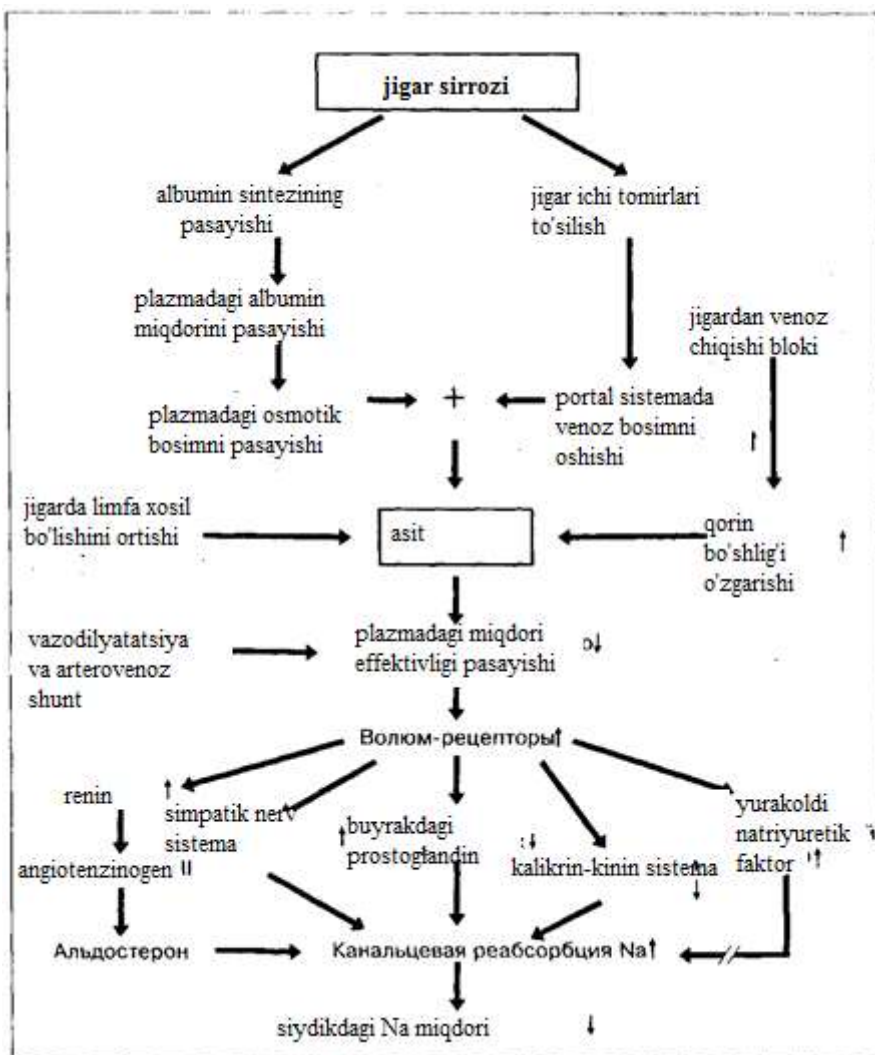 jigar sirrozi
albumin sintezining
pasayishi
jigar ichi tomirlari
to'silish
plazmadagi albumin
miqdorini pasayishi
jigardan venoz
chiqishi bloki
plazmadagi osmotik
bosimni pasayishi
+
portal sistemada
venoz bosimni
oshishi ↑
jigarda limfa xosil
bo'lishini ortishi
asit
qorin
bo'shlig'i ↑
o'zgarishi
vazodilyatatsiya
va arterovenoz
shunt
plazmadagi miqdori
effektivligi pasayishi ↓
Волюм-рецепторы↑
renin
↑ simpatik nerv
sistema
↑ buyrakdagi
prostoglandin
kalikrin-kinin sistema ↓
yurakoldi
natriyuretik
faktor ↑
angiotenzinogen II
Альдостерон
Канальцевая реабсорбция Na↑
siydikdagi Na miqdori ↓